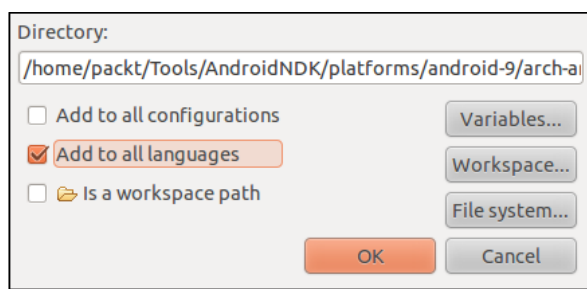 Directory:
/home/packt/Tools/AndroidNDK/platforms/android-9/arch-a
Add to all configurations
Variables...
Add to all languages
Workspace...
Is a workspace path
File system...
OK
Cancel